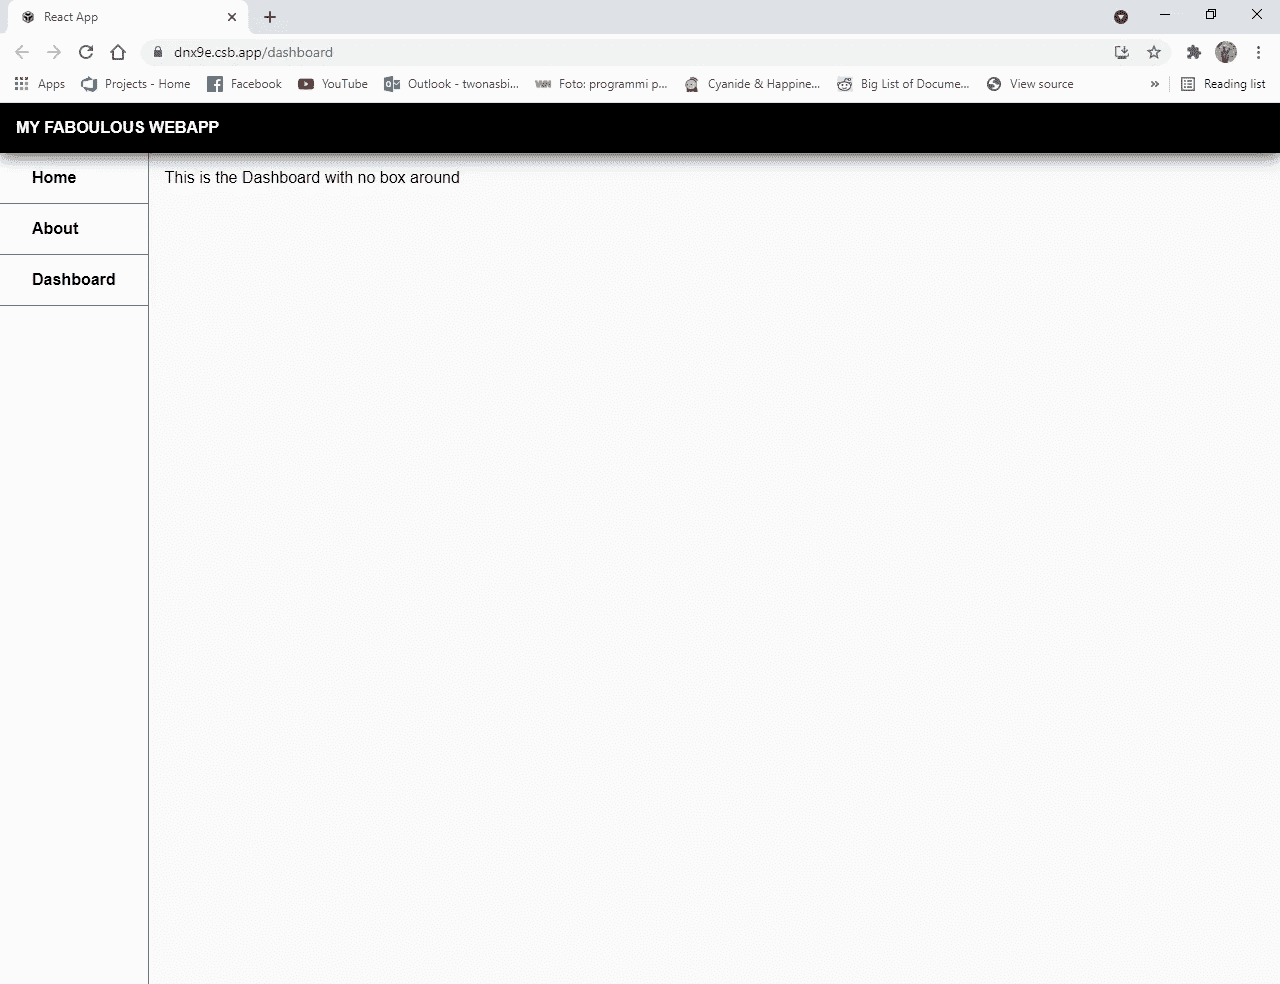 React App
dnx9e.csb.app/dashboard
Apps Projects - Home Facebook YouTube Outlook - twonasbi... Foto: programmi p... Cyanide & Happine... Big List of Docume... View source » Reading list
MY FABOULOUS WEBAPP
Home
This is the Dashboard with no box around
About
Dashboard